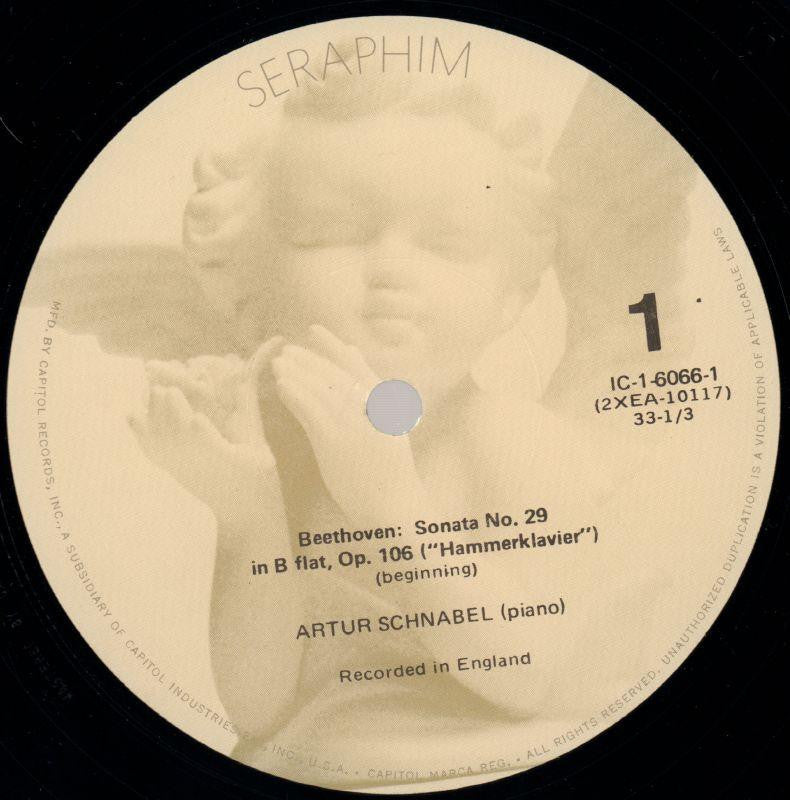 SERAPHIM
1
IC-1-6066-1
(2XEA-10117)
33-1/3
Beethoven: Sonata No. 29
in B flat, Op. 106 ("Hammerklavier")
(beginning)
ARTUR SCHNABEL (piano)
Recorded in England
MFD. BY CAPITOL RECORDS, INC., A SUBSIDIARY OF CAPITOL INDUSTRIES INC., U.S.A. • CAPITOL MARCA REG. • ALL RIGHTS RESERVED. UNAUTHORIZED DUPLICATION IS A VIOLATION OF APPLICABLE LAWS